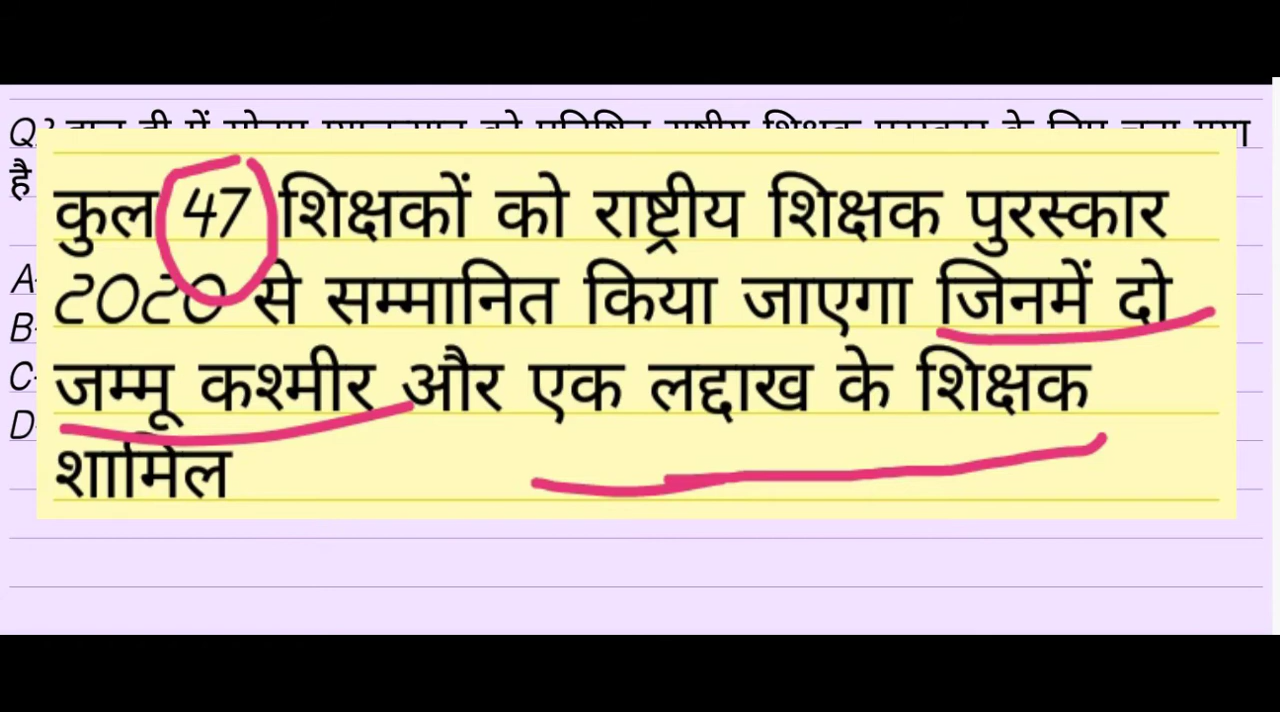 है
कुल 47 शिक्षकों को राष्ट्रीय शिक्षक पुरस्कार
A-
2020 से सम्मानित किया जाएगा जिनमें दो
B-
C-
जम्मू कश्मीर और एक लद्दाख के शिक्षक
D-
शामिल